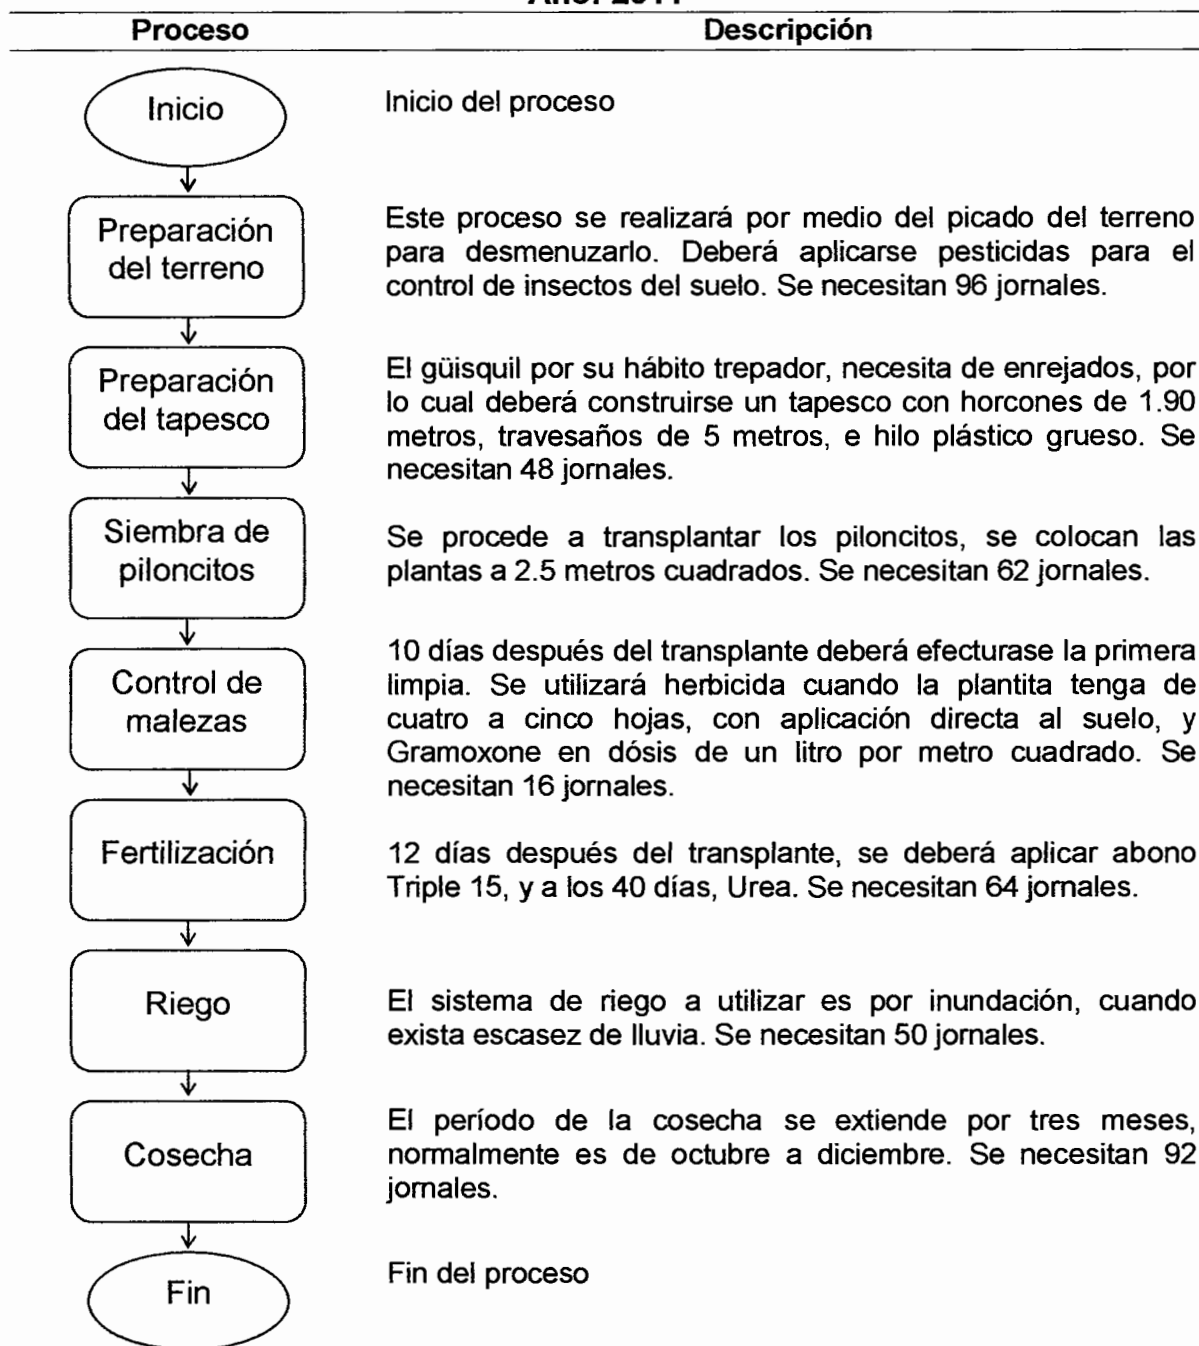 Proceso Descripción
Inicio
Inicio del proceso
Preparación
del terreno
Este proceso se realizará por medio del picado del terreno
para desmenuzarlo. Deberá aplicarse pesticidas para el
control de insectos del suelo. Se necesitan 96 jornales.
Preparación
del tapesco
El güisquil por su hábito trepador, necesita de enrejados, por
lo cual deberá construirse un tapesco con horcones de 1.90
metros, travesaños de 5 metros, e hilo plástico grueso. Se
necesitan 48 jornales.
Siembra de
piloncitos
Se procede a transplantar los piloncitos, se colocan las
plantas a 2.5 metros cuadrados. Se necesitan 62 jornales.
Control de
malezas
10 días después del transplante deberá efecturase la primera
limpia. Se utilizará herbicida cuando la plantita tenga de
cuatro a cinco hojas, con aplicación directa al suelo, y
Gramoxone en dósis de un litro por metro cuadrado. Se
necesitan 16 jornales.
Fertilización
12 días después del transplante, se deberá aplicar abono
Triple 15, y a los 40 días, Urea. Se necesitan 64 jornales.
Riego
El sistema de riego a utilizar es por inundación, cuando
exista escasez de lluvia. Se necesitan 50 jornales.
Cosecha
El período de la cosecha se extiende por tres meses,
normalmente es de octubre a diciembre. Se necesitan 92
jornales.
Fin
Fin del proceso